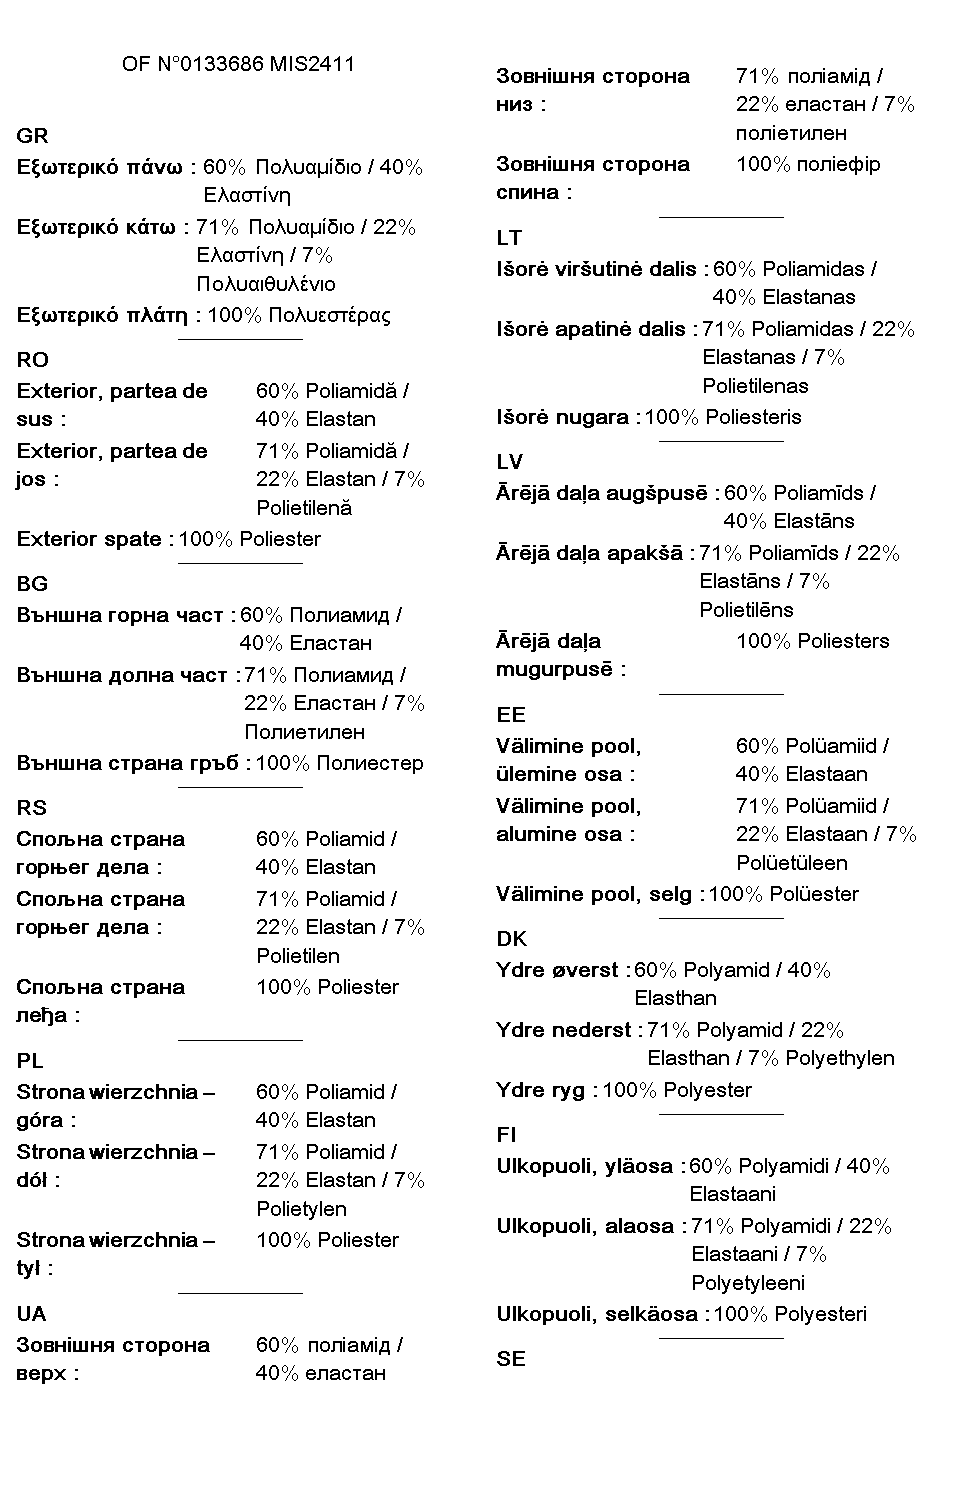 OF N°0133686 MIS2411
GR
Εξωτερικό πάνω : 60% Πολυαμίδιο / 40%
Ελαστίνη
Εξωτερικό κάτω : 71% Πολυαμίδιο / 22%
Ελαστίνη / 7%
Πολυαιθυλένιο
Εξωτερικό πλάτη : 100% Πολυεστέρας
RO
Exterior, partea de 60% Poliamidă /
sus : 40% Elastan
Exterior, partea de 71% Poliamidă /
jos : 22% Elastan / 7%
Polietilenă
Exterior spate : 100% Poliester
BG
Външна горна част : 60% Полиамид /
40% Еластан
Външна долна част : 71% Полиамид /
22% Еластан / 7%
Полиетилен
Външна страна гръб : 100% Полиестер
RS
Спољна страна 60% Poliamid /
горњег дела : 40% Elastan
Спољна страна 71% Poliamid /
горњег дела : 22% Elastan / 7%
Polietilen
Спољна страна 100% Poliester
леђа :
PL
Strona wierzchnia – 60% Poliamid /
góra : 40% Elastan
Strona wierzchnia – 71% Poliamid /
dół : 22% Elastan / 7%
Polietylen
Strona wierzchnia – 100% Poliester
tył :
UA
Зовнішня сторона 60% поліамід /
верх : 40% еластан
Зовнішня сторона 71% поліамід /
низ : 22% еластан / 7%
поліетилен
Зовнішня сторона 100% поліефір
спина :
LT
Išorė viršutinė dalis : 60% Poliamidas /
40% Elastanas
Išorė apatinė dalis : 71% Poliamidas / 22%
Elastanas / 7%
Polietilenas
Išorė nugara : 100% Poliesteris
LV
Ārējā daļa augšpusē : 60% Poliamīds /
40% Elastāns
Ārējā daļa apakšā : 71% Poliamīds / 22%
Elastāns / 7%
Polietilēns
Ārējā daļa 100% Poliesters
mugurpusē :
EE
Välimine pool, 60% Polüamiid /
ülemine osa : 40% Elastaan
Välimine pool, 71% Polüamiid /
alumine osa : 22% Elastaan / 7%
Polüetüleen
Välimine pool, selg : 100% Polüester
DK
Ydre øverst : 60% Polyamid / 40%
Elasthan
Ydre nederst : 71% Polyamid / 22%
Elasthan / 7% Polyethylen
Ydre ryg : 100% Polyester
FI
Ulkopuoli, yläosa : 60% Polyamidi / 40%
Elastaani
Ulkopuoli, alaosa : 71% Polyamidi / 22%
Elastaani / 7%
Polyetyleeni
Ulkopuoli, selkäosa : 100% Polyesteri
SE